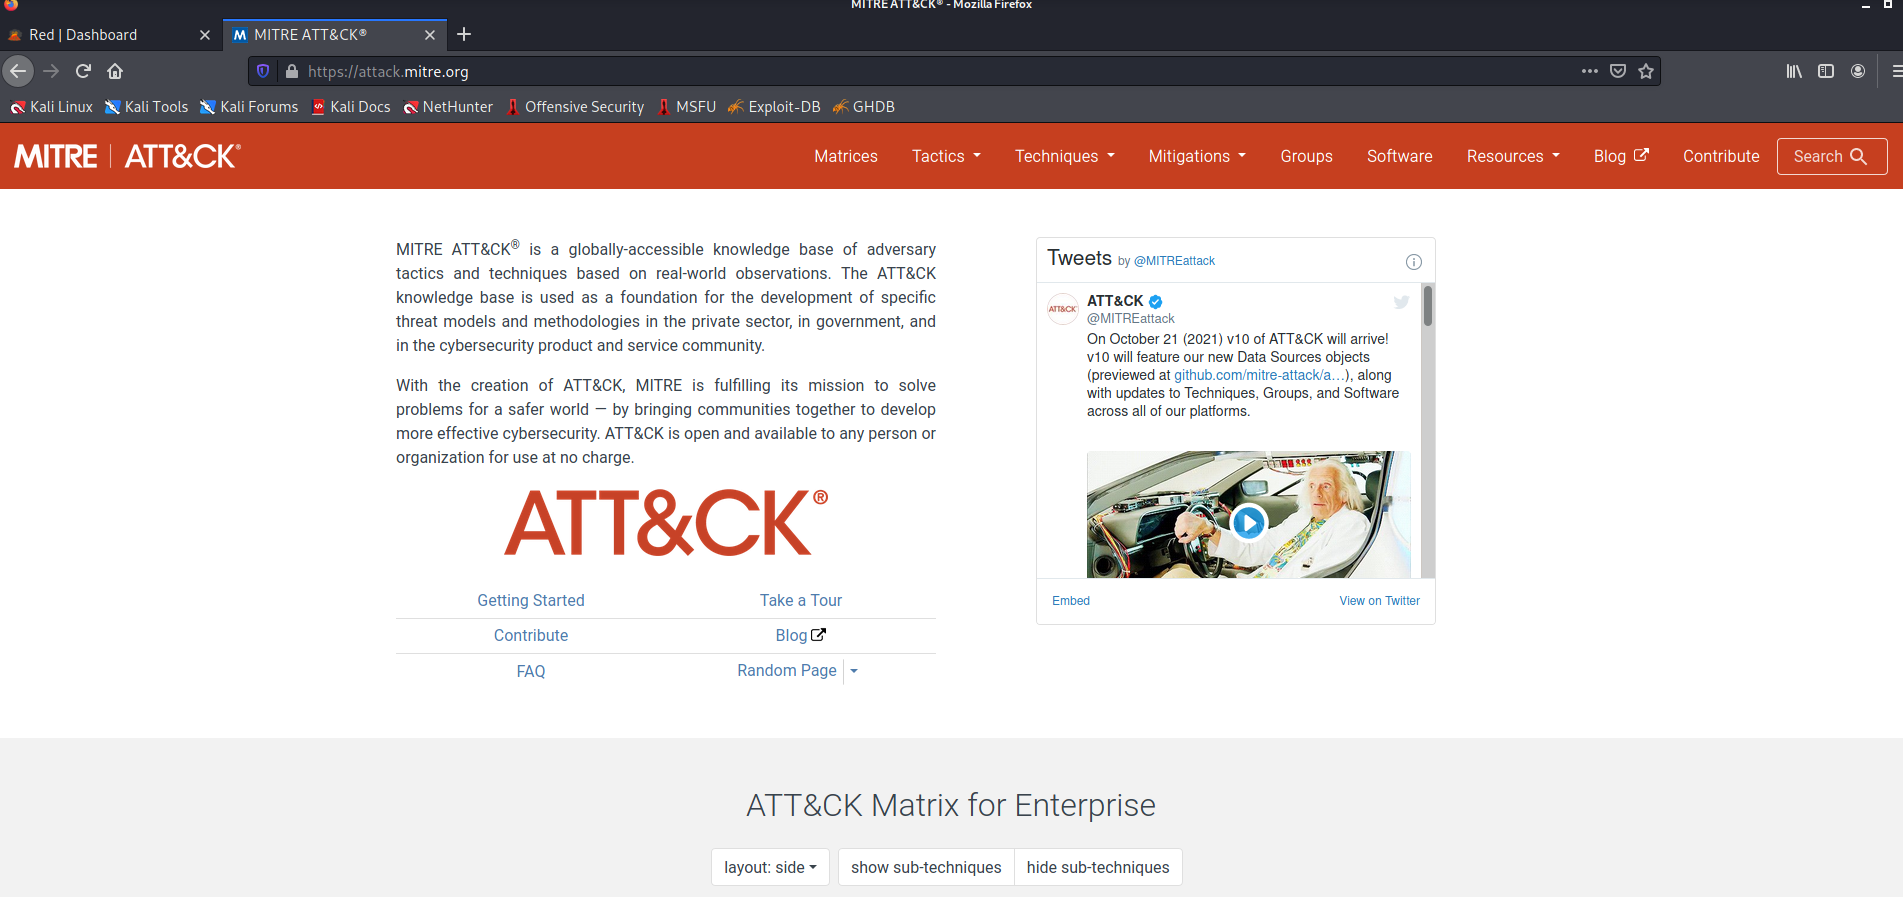 MITRE ATT&CK® - Mozilla Firefox
Red | Dashboard
MITRE ATT&CK®
https://attack.mitre.org
Kali Linux Kali Tools Kali Forums Kali Docs NetHunter Offensive Security MSFU Exploit-DB GHDB
MITRE | ATT&CK®
Matrices Tactics Techniques Mitigations Groups Software Resources Blog Contribute Search
MITRE ATT&CK® is a globally-accessible knowledge base of adversary
tactics and techniques based on real-world observations. The ATT&CK
knowledge base is used as a foundation for the development of specific
threat models and methodologies in the private sector, in government, and
in the cybersecurity product and service community.
With the creation of ATT&CK, MITRE is fulfilling its mission to solve
problems for a safer world — by bringing communities together to develop
more effective cybersecurity. ATT&CK is open and available to any person or
organization for use at no charge.
ATT&CK®
Getting Started Take a Tour
Contribute Blog
FAQ Random Page
Tweets by @MITREattack
ATT&CK
ATT&CK
@MITREattack
On October 21 (2021) v10 of ATT&CK will arrive!
v10 will feature our new Data Sources objects
(previewed at github.com/mitre-attack/a…), along
with updates to Techniques, Groups, and Software
across all of our platforms.
Embed View on Twitter
ATT&CK Matrix for Enterprise
layout: side show sub-techniques hide sub-techniques